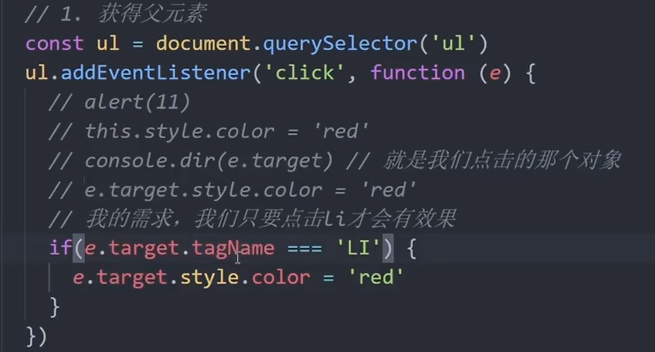 // 1. 获得父元素
const ul = document.querySelector('ul')
ul.addEventListener('click', function (e) {
// alert(11)
// this.style.color = 'red'
// console.dir(e.target) // 就是我们点击的那个对象
// e.target.style.color = 'red'
// 我的需求，我们只要点击li才会有效果
if(e.target.tagName === 'LI') {
e.target.style.color = 'red'
}
})